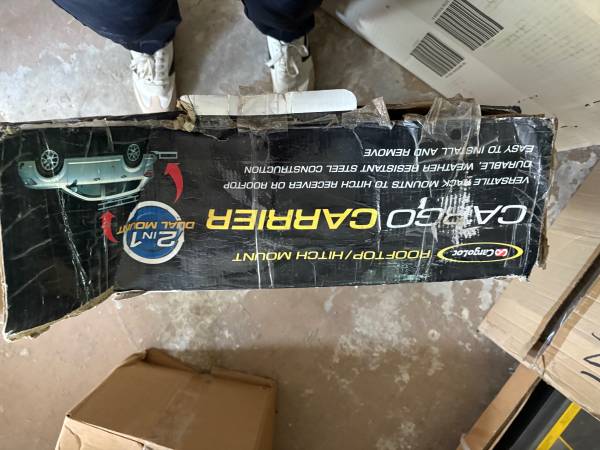 CargoLoc
ROOFTOP/HITCH MOUNT
CARGO CARRIER
2 IN 1
DUAL MOUNT
VERSATILE RACK MOUNTS TO HITCH RECEIVER OR ROOFTOP
DURABLE, WEATHER RESISTANT STEEL CONSTRUCTION
EASY TO INSTALL AND REMOVE